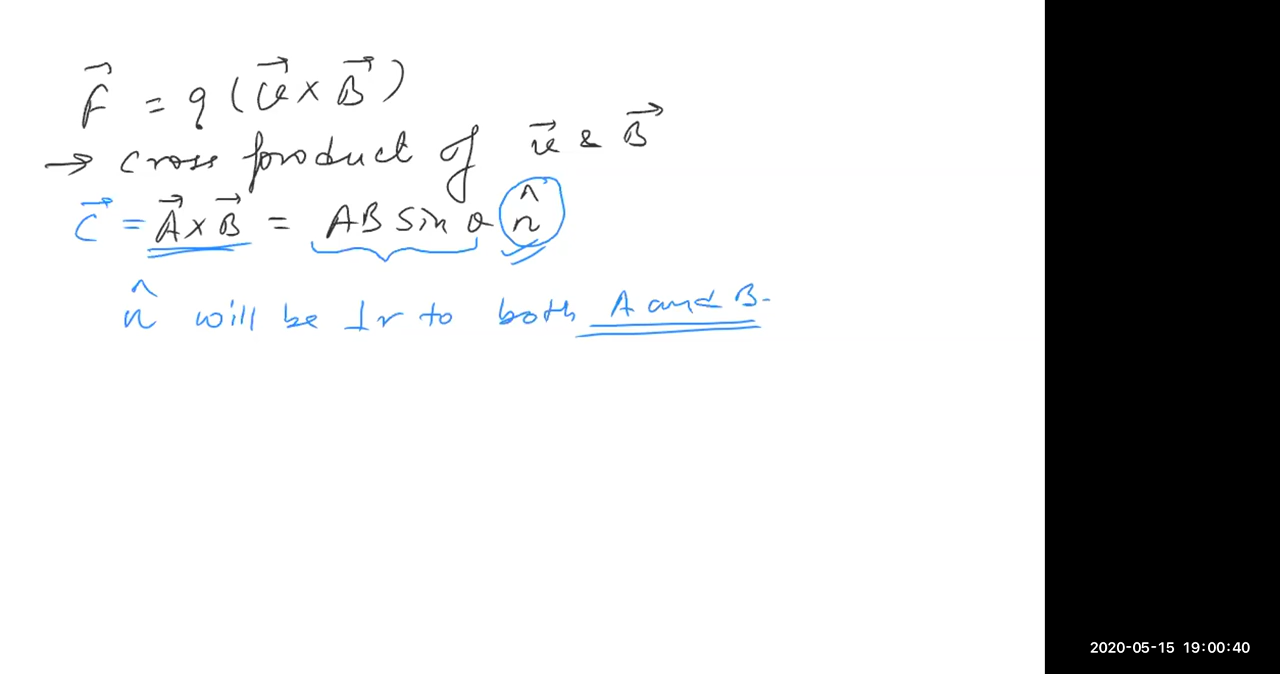 F⃗ = q (v⃗ × B⃗)
→ Cross product of v⃗ & B⃗
C⃗ = A⃗ × B⃗ = AB Sin θ n̂
n̂ will be ⊥r to both A and B.
2020-05-15 19:00:40